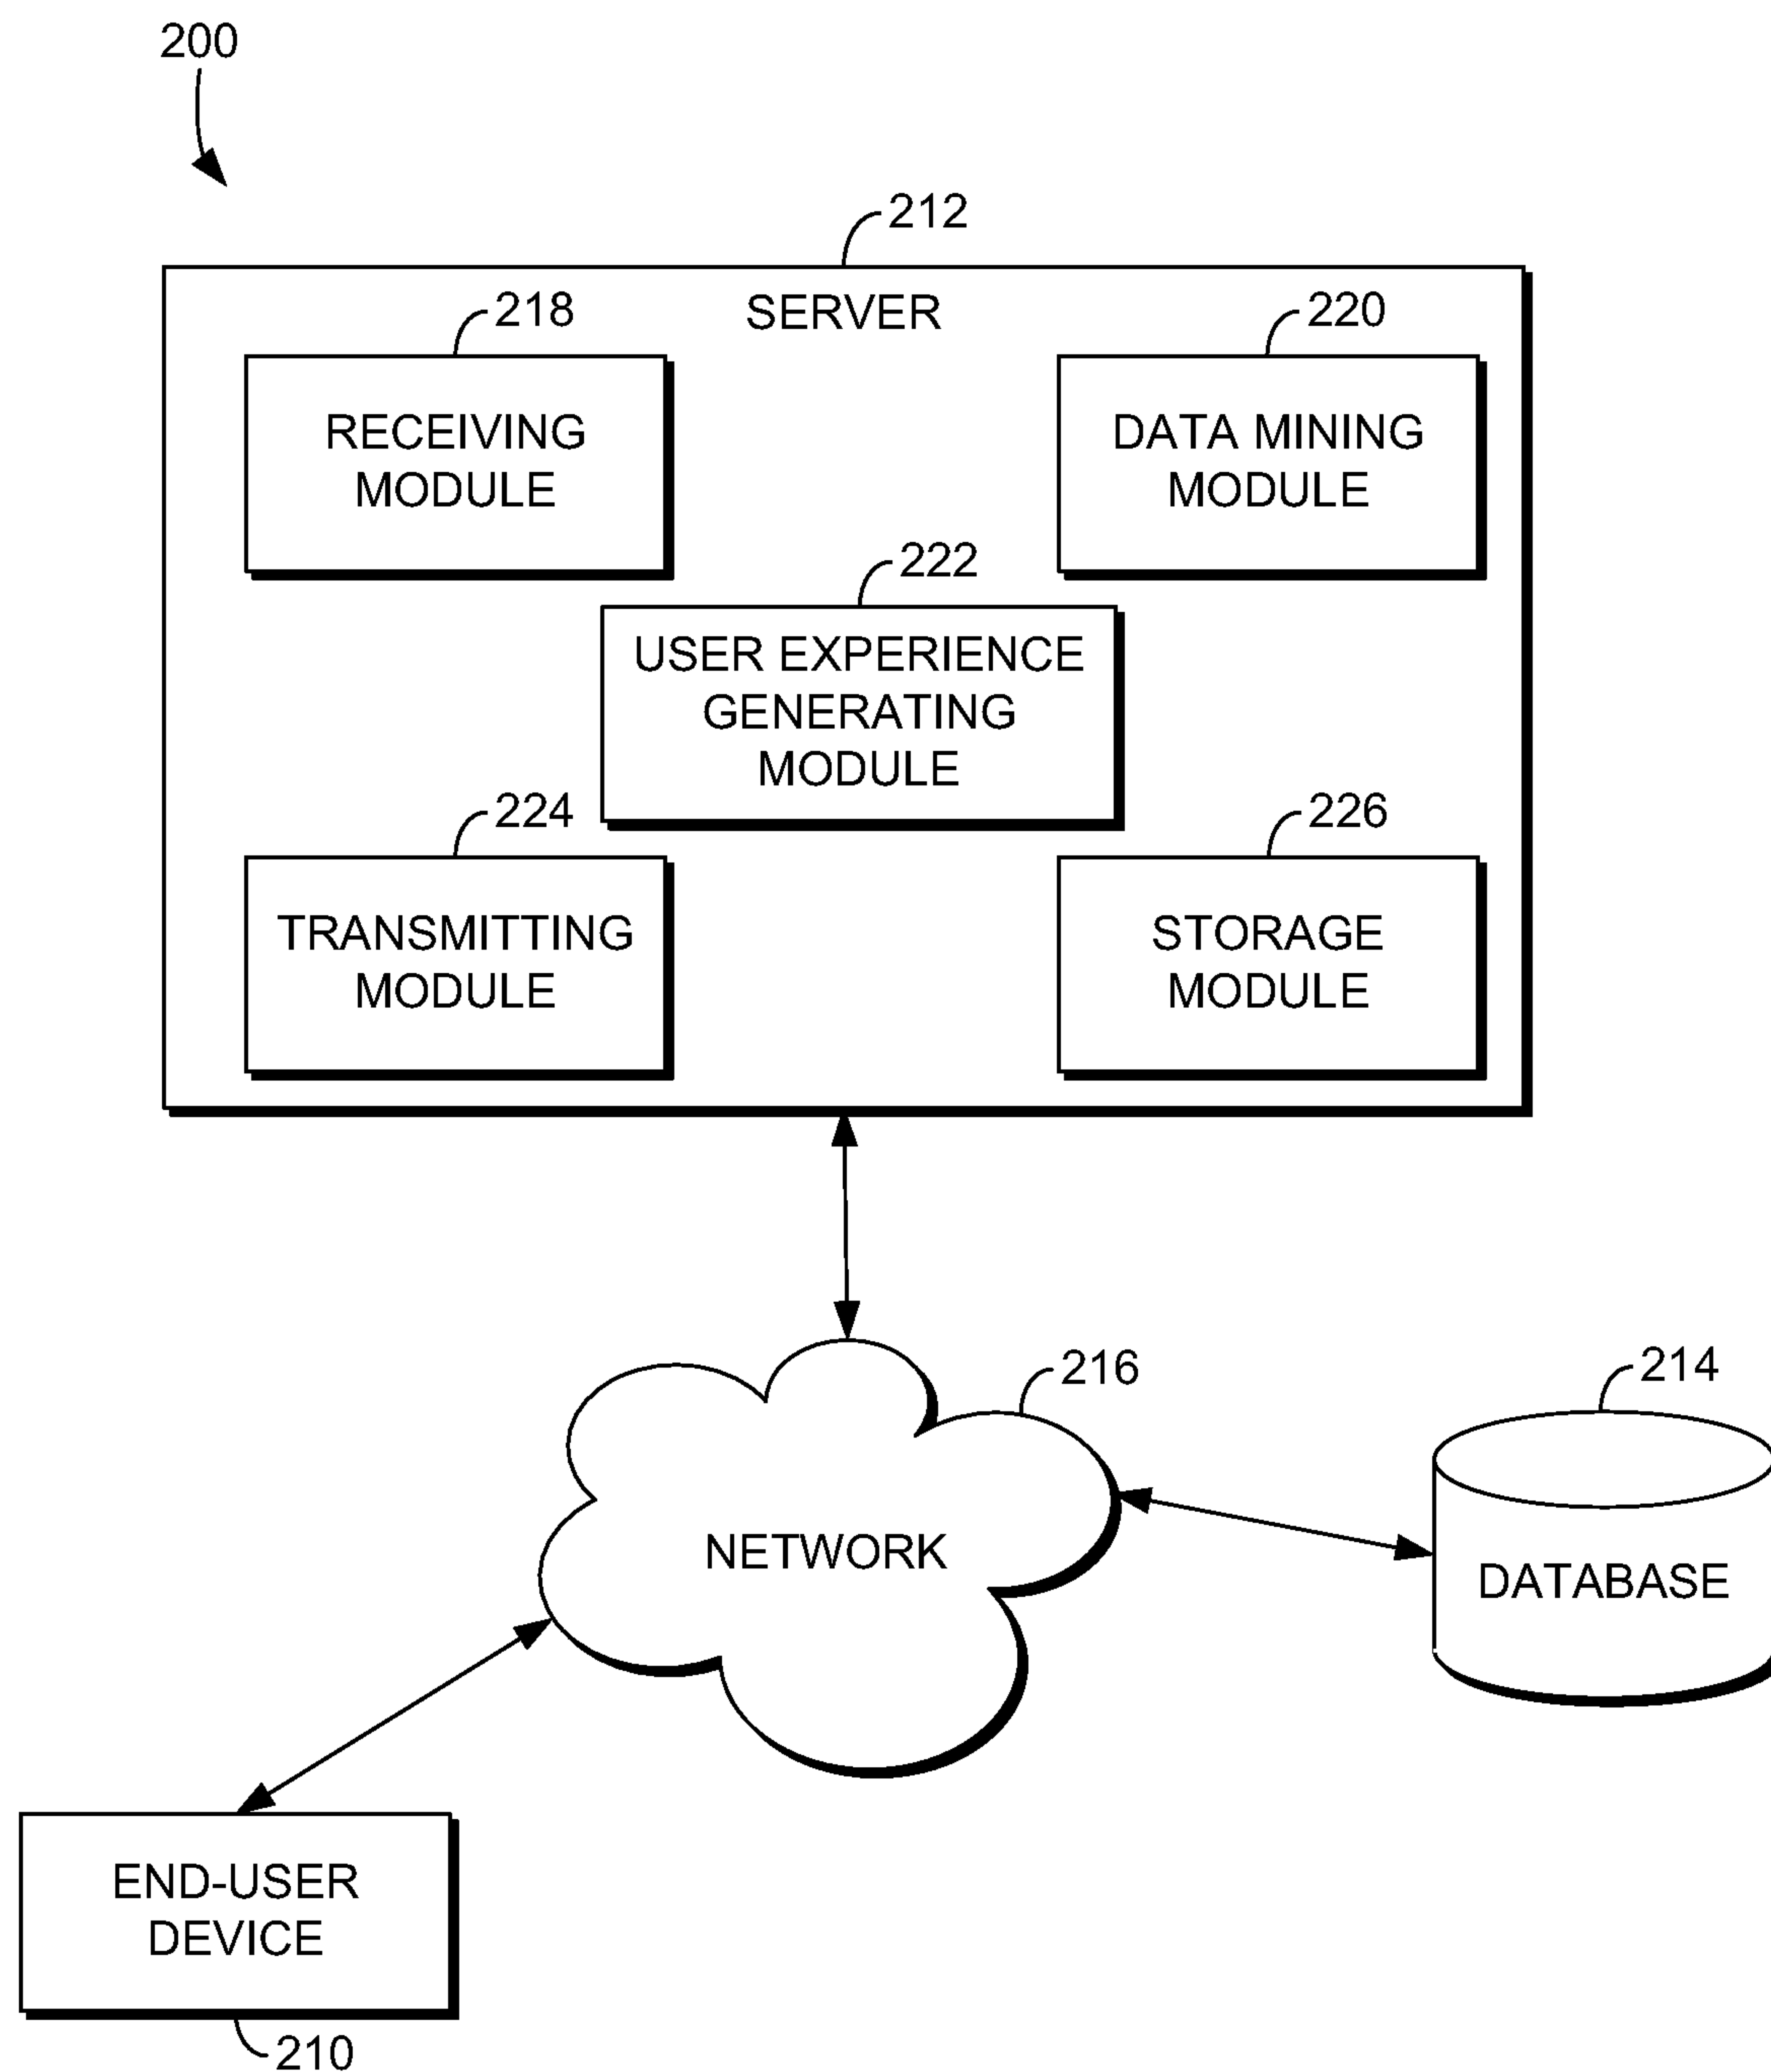 200
212
SERVER
218
220
RECEIVING
MODULE
DATA MINING
MODULE
222
USER EXPERIENCE
GENERATING
MODULE
224
226
TRANSMITTING
MODULE
STORAGE
MODULE
216
214
NETWORK
DATABASE
END-USER
DEVICE
210